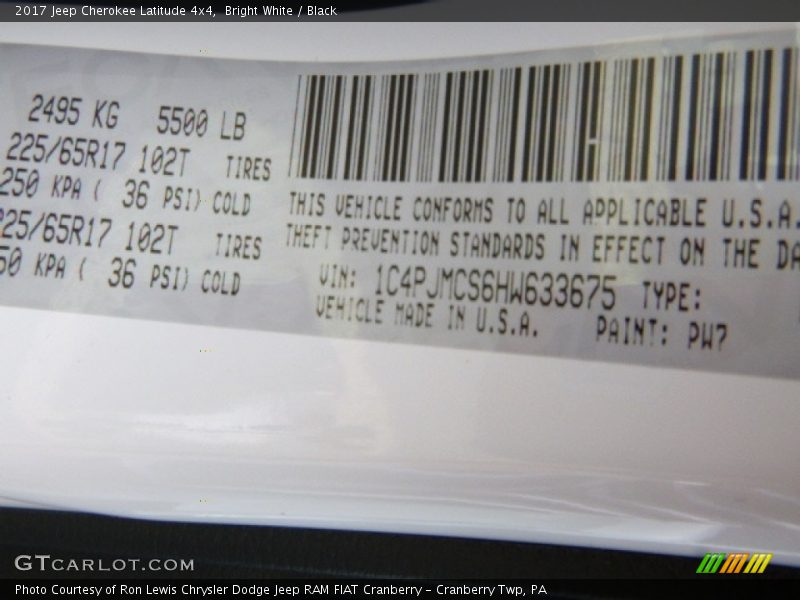 2017 Jeep Cherokee Latitude 4x4,  Bright White / Black
2495 KG 5500 LB
225/65R17 102T TIRES
250 KPA ( 36 PSI) COLD
225/65R17 102T TIRES
50 KPA ( 36 PSI) COLD
THIS VEHICLE CONFORMS TO ALL APPLICABLE U.S.A.
THEFT PREVENTION STANDARDS IN EFFECT ON THE DA
VIN: 1C4PJMCS6HW633675 TYPE:
VEHICLE MADE IN U.S.A. PAINT: PW7
GTCARLOT.COM
Photo Courtesy of Ron Lewis Chrysler Dodge Jeep RAM FIAT Cranberry – Cranberry Twp, PA